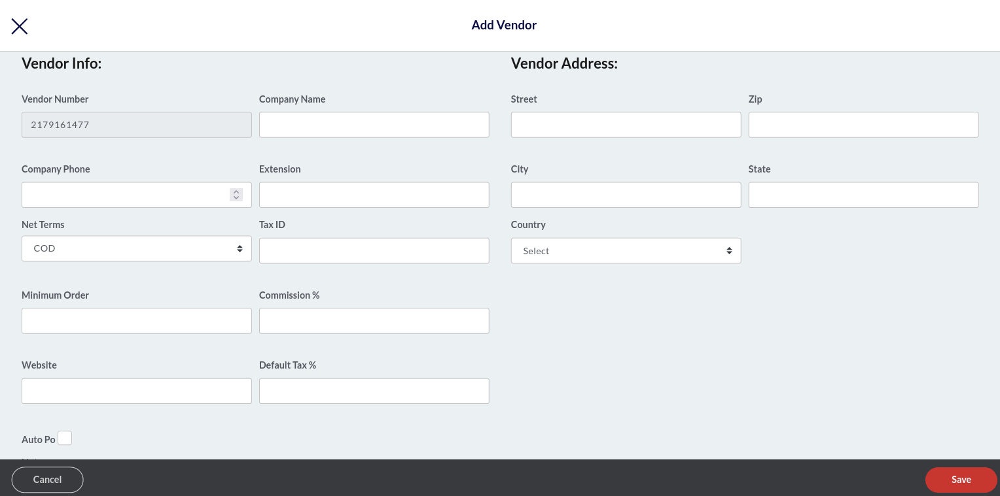 Add Vendor
Vendor Info:
Vendor Address:
Vendor Number
Company Name
Street
Zip
2179161477
Company Phone
Extension
City
State
Net Terms
Tax ID
Country
COD
Select
Minimum Order
Commission %
Website
Default Tax %
Auto Po
Cancel
Save